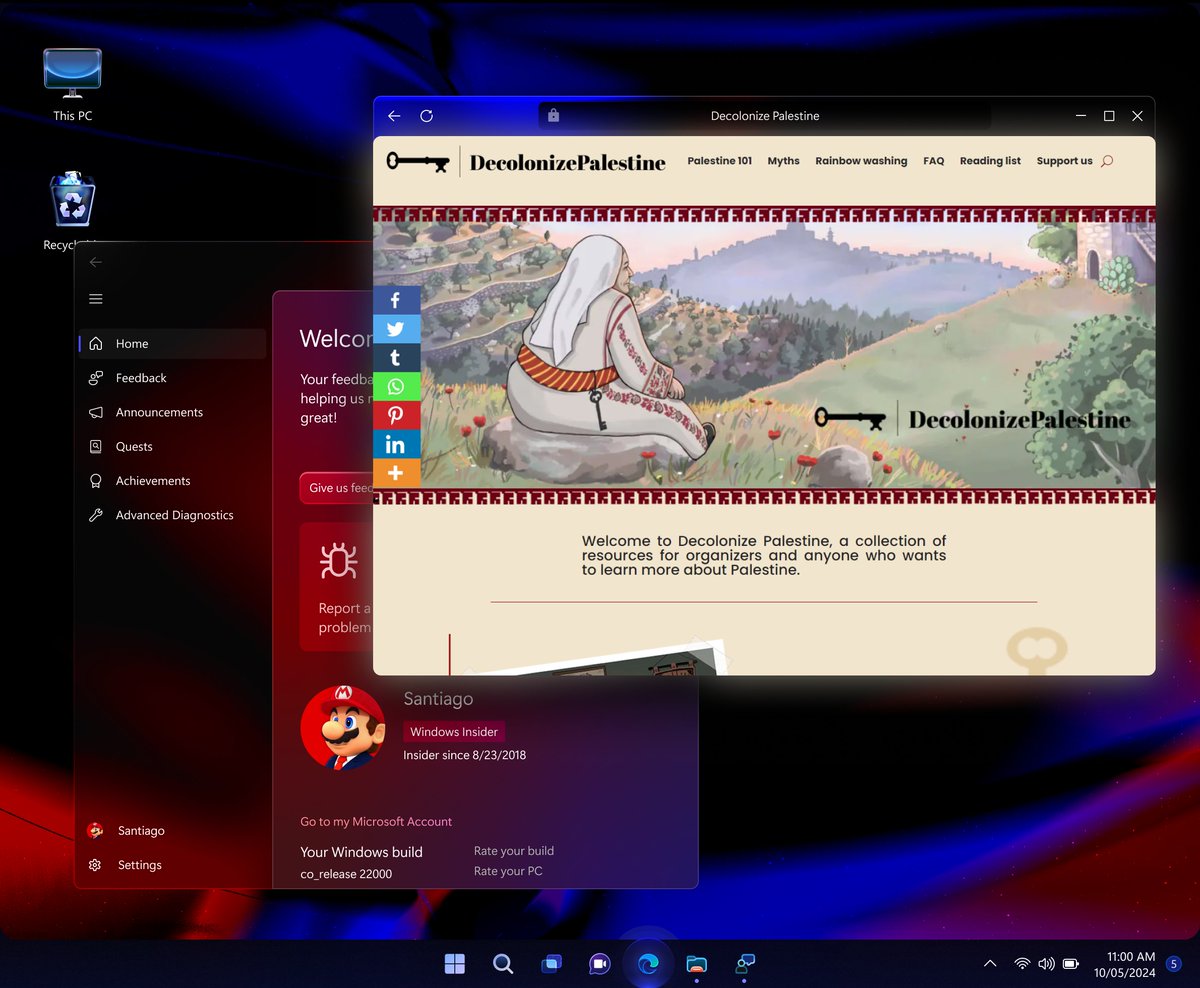 This PC
Recycle
Decolonize Palestine
DecolonizePalestine
Palestine 101
Myths
Rainbow washing
FAQ
Reading list
Support us
DecolonizePalestine
Welcome to Decolonize Palestine, a collection of
resources for organizers and anyone who wants
to learn more about Palestine.
Home
Feedback
Announcements
Quests
Achievements
Advanced Diagnostics
Santiago
Settings
Your
helping us
great!
Give us
Report a
problem
M
Santiago
Windows Insider
Insider since 8/23/2018
Go to my Microsoft Account
Your Windows build
co_release 22000
Rate your build
Rate your PC
11:00 AM
10/05/2024
5